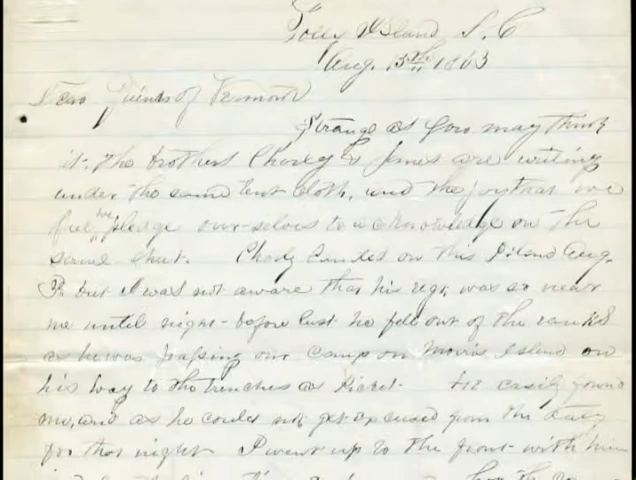 Folly Island S.C
Aug. 15th 1863
Dear Friends of Vermont
Strange as you may think
it. The brothers Charley & James are writing
under the same tent cloth, and the joy that we
feel, we pledge our-selves to acknowledge on the
same sheet. Charly landed on this Island Aug.
but I was not aware that his regt was so near
me until night-before last he fell out of the ranks
as he was passing our camp on Morris Island on
his way to the trenches as Picket. He easily found
me, and as he could not get excused from the duty
for that night I went up to the front with him